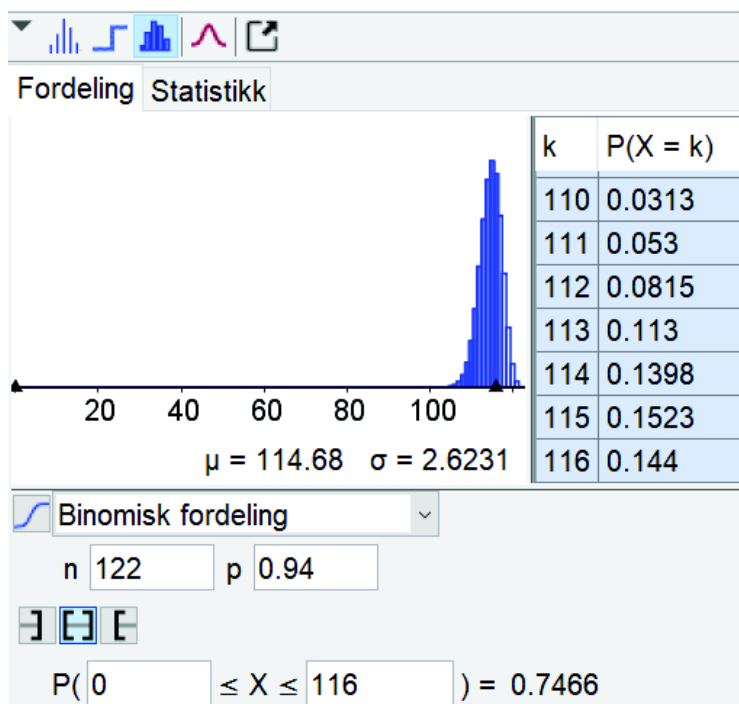 Fordeling Statistikk
k P(X = k)
110 0.0313
111 0.053
112 0.0815
113 0.113
114 0.1398
115 0.1523
116 0.144
20 40 60 80 100
μ = 114.68 σ = 2.6231
Binomisk fordeling
n 122 p 0.94
P( 0 ≤ X ≤ 116 ) = 0.7466